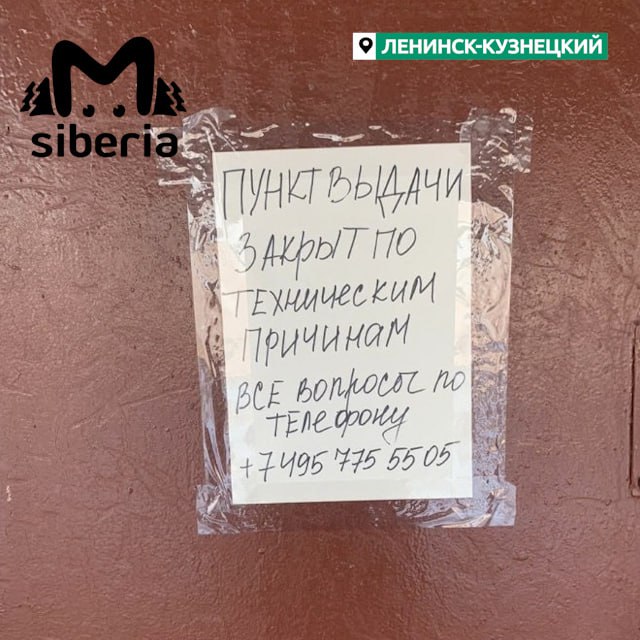 M
siberia
ЛЕНИНСК-КУЗНЕЦКИЙ
ПУНКТ ВЫДАЧИ
ЗАКРЫТ ПО
ТЕХНИЧЕСКИМ
ПРИЧИНАМ
ВСЕ ВОПРОСЫ ПО
ТЕЛЕФОНУ
+7 495 775 55 05